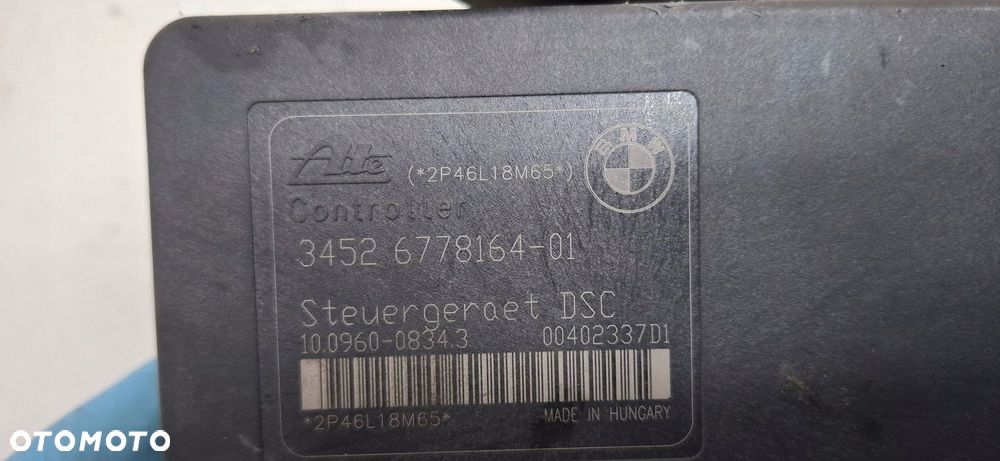 Ate (*2P46L18M65*) BMW
Controller
3452 6778164-01
Steuergeraet DSC
10.0960-0834.3 00402337D1
*2P46L18M65* MADE IN HUNGARY
OTOMOTO